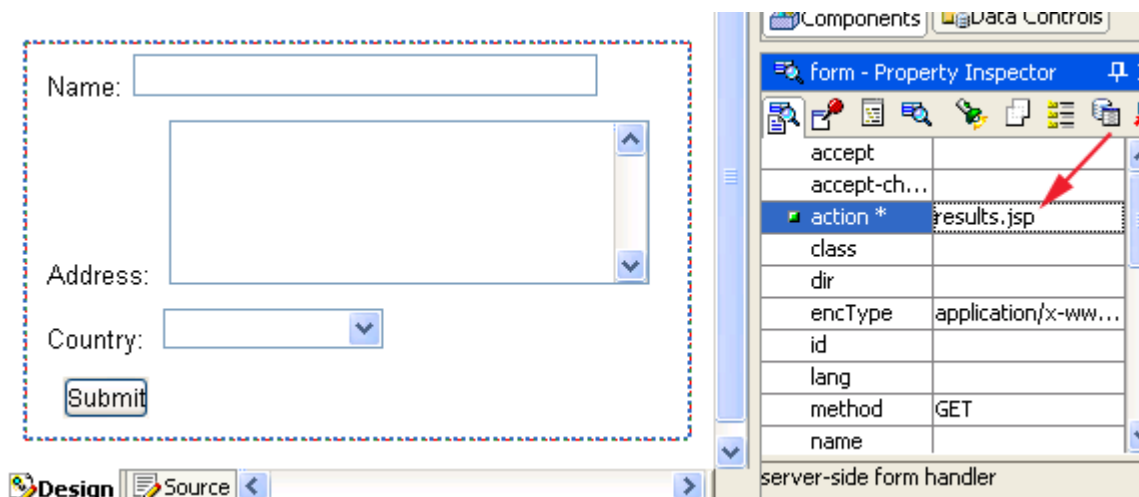 Name:
Address:
Country:
Submit
Design Source
Components Data Controls
form - Property Inspector
accept
accept-ch...
action * results.jsp
class
dir
encType application/x-ww...
id
lang
method GET
name
server-side form handler